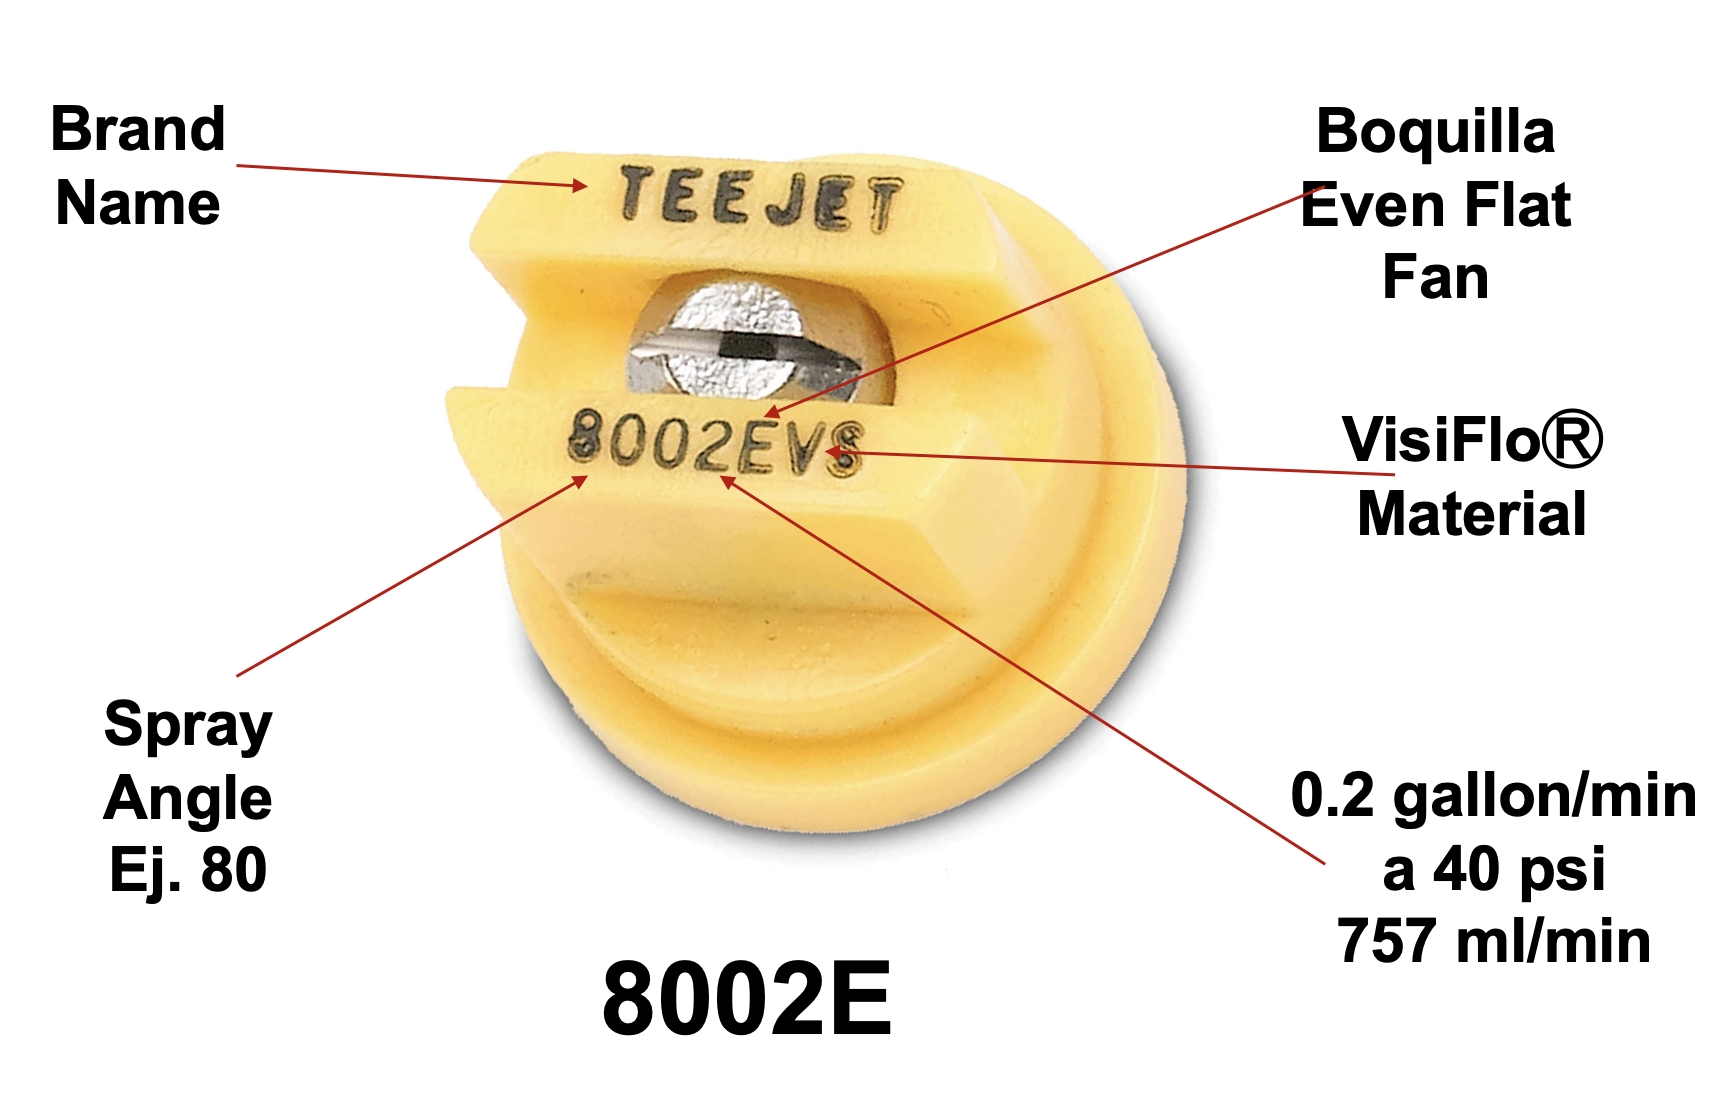 Brand
Name
TEEJET
Boquilla
Even Flat
Fan
8002EVS
VisiFlo®
Material
Spray
Angle
Ej. 80
0.2 gallon/min
a 40 psi
757 ml/min
8002E